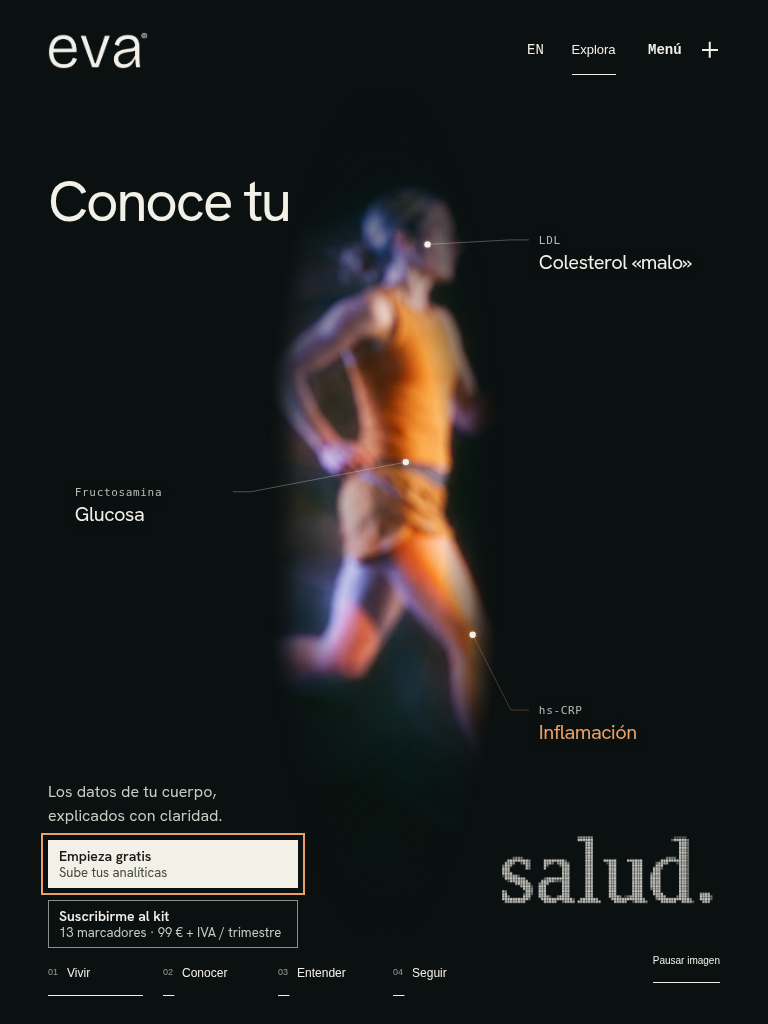 eva®
EN
Explora
Menú
Conoce tu
LDL
Colesterol «malo»
Fructosamina
Glucosa
hs-CRP
Inflamación
Los datos de tu cuerpo,
explicados con claridad.
Empieza gratis
Sube tus analíticas
salud.
Suscribirme al kit
13 marcadores · 99 € + IVA / trimestre
Pausar imagen
01 Vivir
02 Conocer
03 Entender
04 Seguir